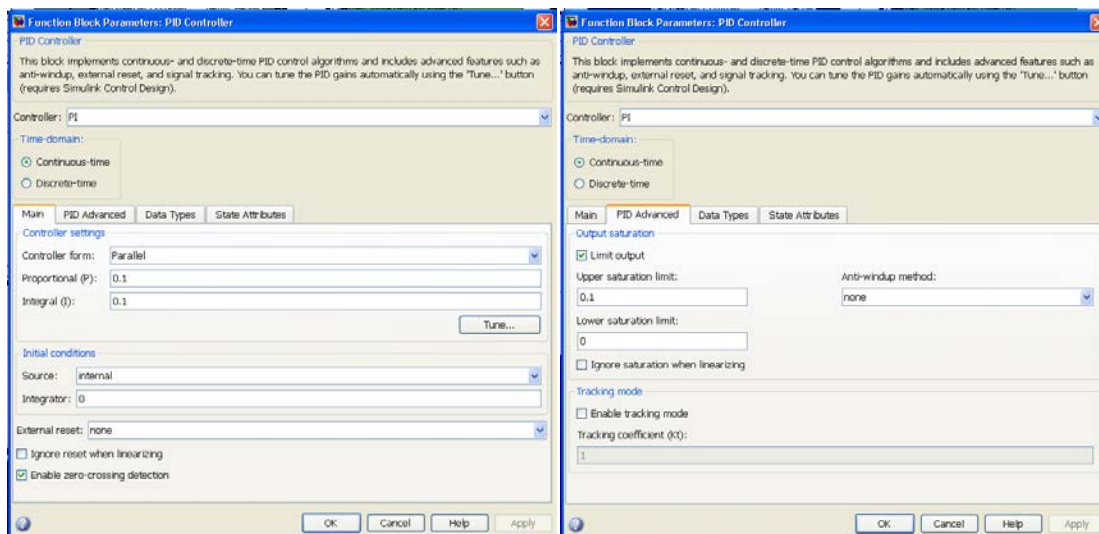 Function Block Parameters: PID Controller
PID Controller
This block implements continuous- and discrete-time PID control algorithms and includes advanced features such as
anti-windup, external reset, and signal tracking. You can tune the PID gains automatically using the 'Tune...' button
(requires Simulink Control Design).
Controller: PI
Time-domain:
Continuous-time
Discrete-time
Main PID Advanced Data Types State Attributes
Controller settings
Controller form: Parallel
Proportional (P): 0.1
Integral (I): 0.1
Tune...
Initial conditions
Source: internal
Integrator: 0
External reset: none
Ignore reset when linearizing
Enable zero-crossing detection
OK Cancel Help Apply
Function Block Parameters: PID Controller
PID Controller
This block implements continuous- and discrete-time PID control algorithms and includes advanced features such as
anti-windup, external reset, and signal tracking. You can tune the PID gains automatically using the 'Tune...' button
(requires Simulink Control Design).
Controller: PI
Time-domain:
Continuous-time
Discrete-time
Main PID Advanced Data Types State Attributes
Output saturation
Limit output
Upper saturation limit: Anti-windup method:
0.1 none
Lower saturation limit:
0
Ignore saturation when linearizing
Tracking mode
Enable tracking mode
Tracking coefficient (Kt):
1
OK Cancel Help Apply